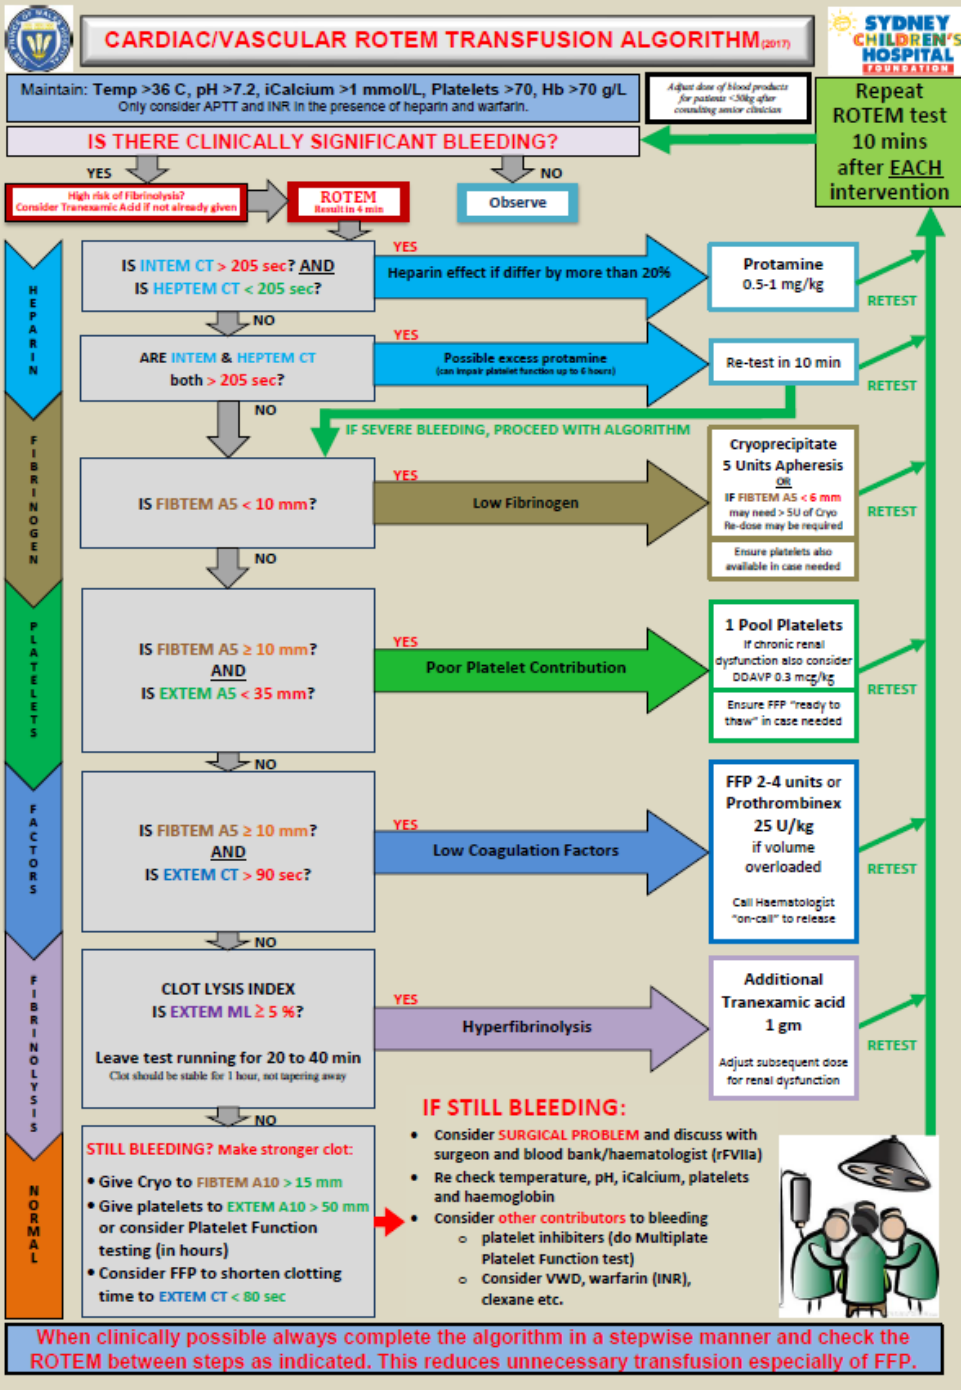 PRINCE OF WALES HOSPITAL
CARDIAC/VASCULAR ROTEM TRANSFUSION ALGORITHM (2017)
SYDNEY
CHILDREN'S
HOSPITAL
FOUNDATION
Maintain: Temp >36 C, pH >7.2, iCalcium >1 mmol/L, Platelets >70, Hb >70 g/L
Only consider APTT and INR in the presence of heparin and warfarin.
Adjust dose of blood products
for patients <50kg after
consulting senior clinician
Repeat
ROTEM test
10 mins
after EACH
intervention
IS THERE CLINICALLY SIGNIFICANT BLEEDING?
YES
NO
High risk of Fibrinolysis?
Consider Tranexamic Acid if not already given
ROTEM
Result in 4 min
Observe
HEPARIN
IS INTEM CT > 205 sec? AND
IS HEPTEM CT < 205 sec?
YES
Heparin effect if differ by more than 20%
Protamine
0.5-1 mg/kg
RETEST
NO
ARE INTEM & HEPTEM CT
both > 205 sec?
YES
Possible excess protamine
(can impair platelet function up to 6 hours)
Re-test in 10 min
RETEST
NO
IF SEVERE BLEEDING, PROCEED WITH ALGORITHM
FIBRINOGEN
IS FIBTEM A5 < 10 mm?
YES
Low Fibrinogen
Cryoprecipitate
5 Units Apheresis
OR
IF FIBTEM A5 < 6 mm
may need > 5U of Cryo
Re-dose may be required
Ensure platelets also
available in case needed
RETEST
NO
PLATELETS
IS FIBTEM A5 ≥ 10 mm?
AND
IS EXTEM A5 < 35 mm?
YES
Poor Platelet Contribution
1 Pool Platelets
If chronic renal
dysfunction also consider
DDAVP 0.3 mcg/kg
Ensure FFP "ready to
thaw" in case needed
RETEST
NO
FACTORS
IS FIBTEM A5 ≥ 10 mm?
AND
IS EXTEM CT > 90 sec?
YES
Low Coagulation Factors
FFP 2-4 units or
Prothrombinex
25 U/kg
if volume
overloaded
Call Haematologist
"on-call" to release
RETEST
NO
FIBRINOLYSIS
CLOT LYSIS INDEX
IS EXTEM ML ≥ 5 %?
Leave test running for 20 to 40 min
Clot should be stable for 1 hour, not tapering away
YES
Hyperfibrinolysis
Additional
Tranexamic acid
1 gm
Adjust subsequent dose
for renal dysfunction
RETEST
NO
NORMAL
STILL BLEEDING? Make stronger clot:
• Give Cryo to FIBTEM A10 > 15 mm
• Give platelets to EXTEM A10 > 50 mm
or consider Platelet Function
testing (in hours)
• Consider FFP to shorten clotting
time to EXTEM CT < 80 sec
IF STILL BLEEDING:
• Consider SURGICAL PROBLEM and discuss with
surgeon and blood bank/haematologist (rFVIIa)
• Re check temperature, pH, iCalcium, platelets
and haemoglobin
• Consider other contributors to bleeding
o platelet inhibiters (do Multiplate
Platelet Function test)
o Consider VWD, warfarin (INR),
clexane etc.
When clinically possible always complete the algorithm in a stepwise manner and check the
ROTEM between steps as indicated. This reduces unnecessary transfusion especially of FFP.